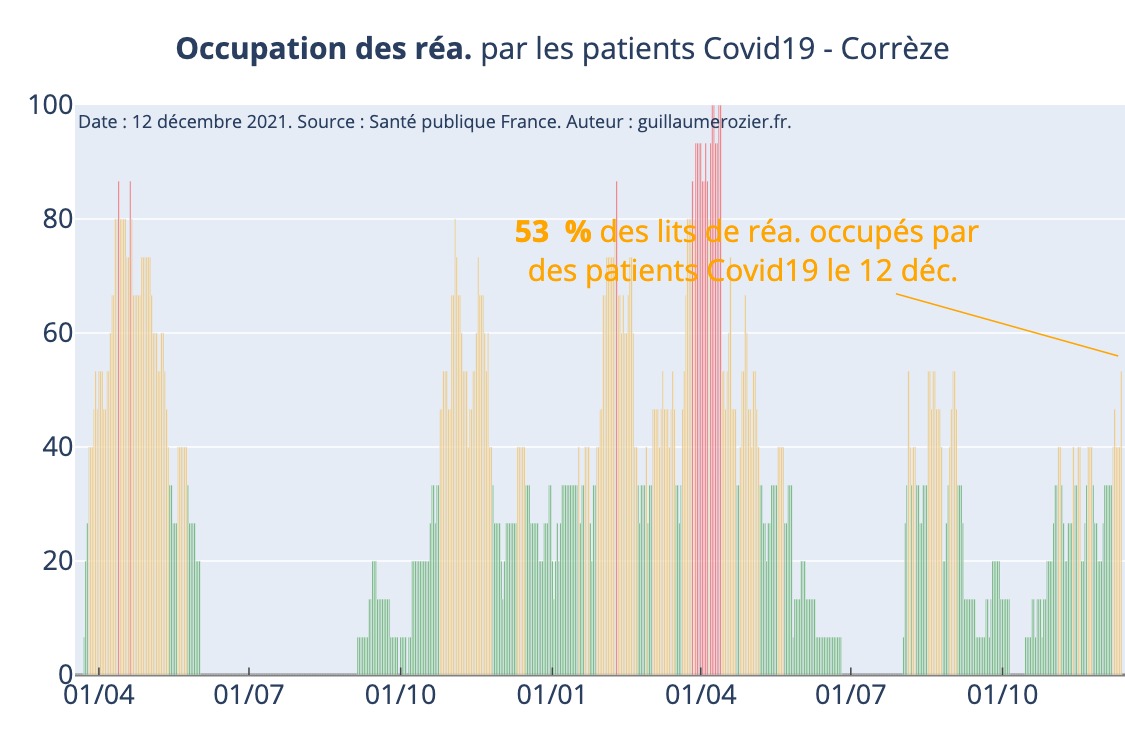 Occupation des réa. par les patients Covid19 - Corrèze
100
Date : 12 décembre 2021. Source : Santé publique France. Auteur : guillaumerozier.fr.
80
53 % des lits de réa. occupés par
des patients Covid19 le 12 déc.
60
40
20
0
01/04 01/07 01/10 01/01 01/04 01/07 01/10